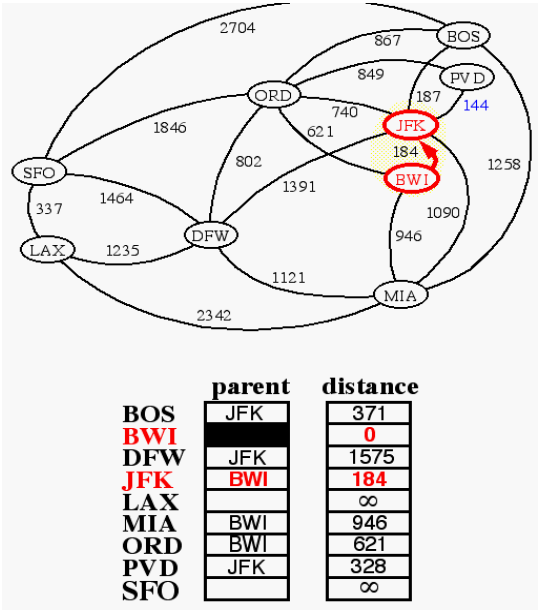 2704
BOS
867
849
PVD
ORD
187
144
740
JFK
1846
621
184
802
SFO
BWI
1258
1464
1391
337
1090
DFW
946
LAX
1235
1121
MIA
2342
parent distance
BOS JFK 371
BWI 0
DFW JFK 1575
JFK BWI 184
LAX ∞
MIA BWI 946
ORD BWI 621
PVD JFK 328
SFO ∞